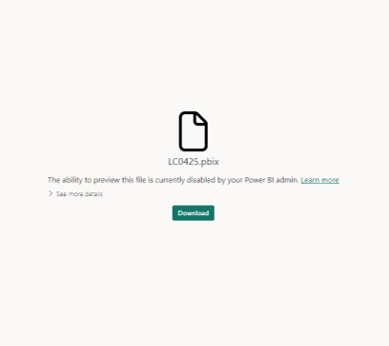 LC0425.pbix
The ability to preview this file is currently disabled by your Power BI admin. Learn more
See more details
Download